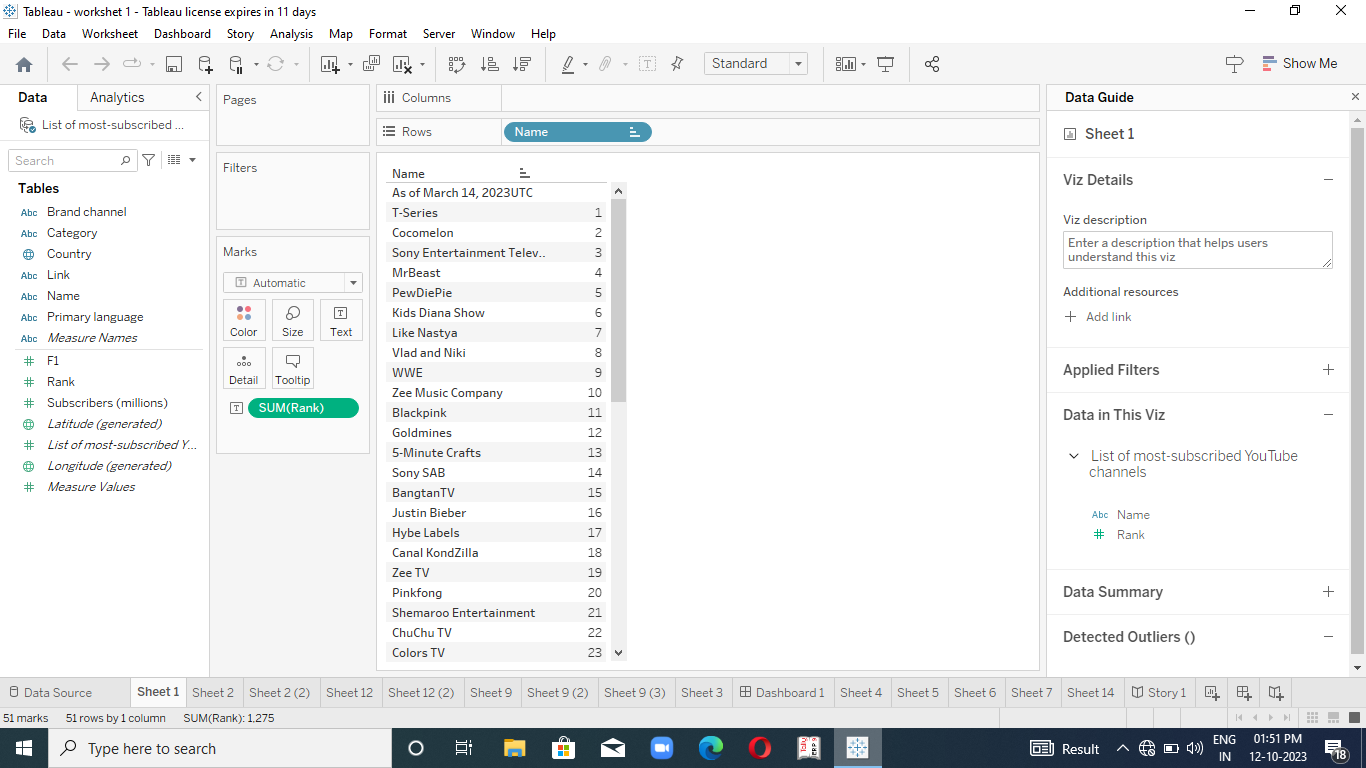 Tableau - workshet 1 - Tableau license expires in 11 days
File Data Worksheet Dashboard Story Analysis Map Format Server Window Help
Standard
Show Me
Data Analytics
List of most-subscribed ...
Search
Tables
Abc Brand channel
Abc Category
Country
Abc Link
Abc Name
Abc Primary language
Abc Measure Names
F1
Rank
Subscribers (millions)
Latitude (generated)
List of most-subscribed Y...
Longitude (generated)
Measure Values
Pages
Filters
Marks
Automatic
Color Size Text
Detail Tooltip
SUM(Rank)
Columns
Rows Name
Name
As of March 14, 2023UTC
T-Series 1
Cocomelon 2
Sony Entertainment Telev.. 3
MrBeast 4
PewDiePie 5
Kids Diana Show 6
Like Nastya 7
Vlad and Niki 8
WWE 9
Zee Music Company 10
Blackpink 11
Goldmines 12
5-Minute Crafts 13
Sony SAB 14
BangtanTV 15
Justin Bieber 16
Hybe Labels 17
Canal KondZilla 18
Zee TV 19
Pinkfong 20
Shemaroo Entertainment 21
ChuChu TV 22
Colors TV 23
Data Guide
Sheet 1
Viz Details
Viz description
Enter a description that helps users
understand this viz
Additional resources
Add link
Applied Filters
Data in This Viz
List of most-subscribed YouTube
channels
Abc Name
Rank
Data Summary
Detected Outliers ()
Data Source Sheet 1 Sheet 2 Sheet 2 (2) Sheet 12 Sheet 12 (2) Sheet 9 Sheet 9 (2) Sheet 9 (3) Sheet 3 Dashboard 1 Sheet 4 Sheet 5 Sheet 6 Sheet 7 Sheet 14 Story 1
51 marks 51 rows by 1 column SUM(Rank): 1,275
Type here to search
Result
ENG
IN
01:51 PM
12-10-2023
18